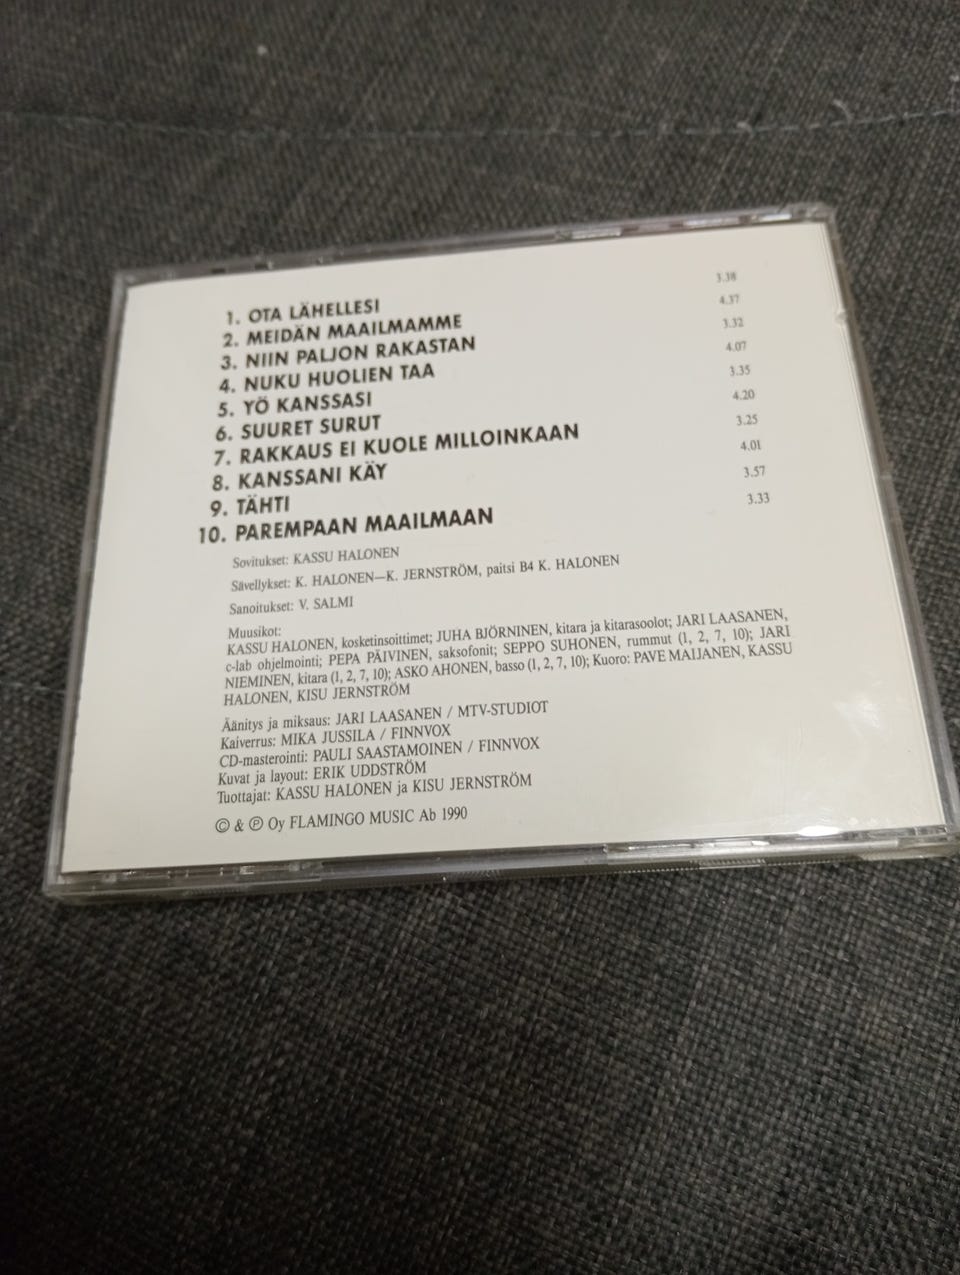 1. OTA LÄHELLESI 3.38
2. MEIDÄN MAAILMAMME 4.37
3. NIIN PALJON RAKASTAN 3.32
4. NUKU HUOLIEN TAA 4.07
5. YÖ KANSSASI 3.35
6. SUURET SURUT 4.20
7. RAKKAUS EI KUOLE MILLOINKAAN 3.25
8. KANSSANI KÄY 4.01
9. TÄHTI 3.57
10. PAREMPAAN MAAILMAAN 3.33
Sovitukset: KASSU HALONEN
Sävellykset: K. HALONEN—K. JERNSTRÖM, paitsi B4 K. HALONEN
Sanoitukset: V. SALMI
Muusikot:
KASSU HALONEN, kosketinsoittimet; JUHA BJÖRNINEN, kitara ja kitarasoolot; JARI LAASANEN,
c-lab ohjelmointi; PEPA PÄIVINEN, saksofonit; SEPPO SUHONEN, rummut (1, 2, 7, 10); JARI
NIEMINEN, kitara (1, 2, 7, 10); ASKO AHONEN, basso (1, 2, 7, 10); Kuoro: PAVE MAIJANEN, KASSU
HALONEN, KISU JERNSTRÖM
Äänitys ja miksaus: JARI LAASANEN / MTV-STUDIOT
Kaiverrus: MIKA JUSSILA / FINNVOX
CD-masterointi: PAULI SAASTAMOINEN / FINNVOX
Kuvat ja layout: ERIK UDDSTRÖM
Tuottajat: KASSU HALONEN ja KISU JERNSTRÖM
© & ℗ Oy FLAMINGO MUSIC Ab 1990